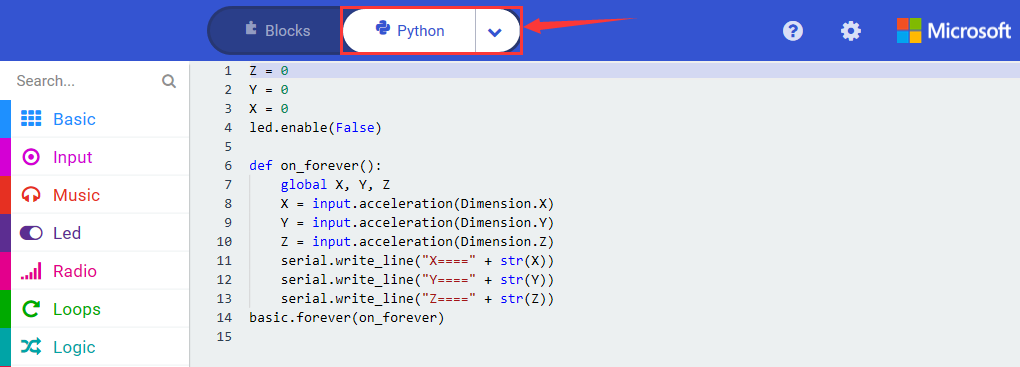 Blocks
Python
Microsoft
Search...
Basic
Input
Music
Led
Radio
Loops
Logic
1 Z = 0
2 Y = 0
3 X = 0
4 led.enable(False)
5
6 def on_forever():
7     global X, Y, Z
8     X = input.acceleration(Dimension.X)
9     Y = input.acceleration(Dimension.Y)
10     Z = input.acceleration(Dimension.Z)
11     serial.write_line("X====" + str(X))
12     serial.write_line("Y====" + str(Y))
13     serial.write_line("Z====" + str(Z))
14 basic.forever(on_forever)
15